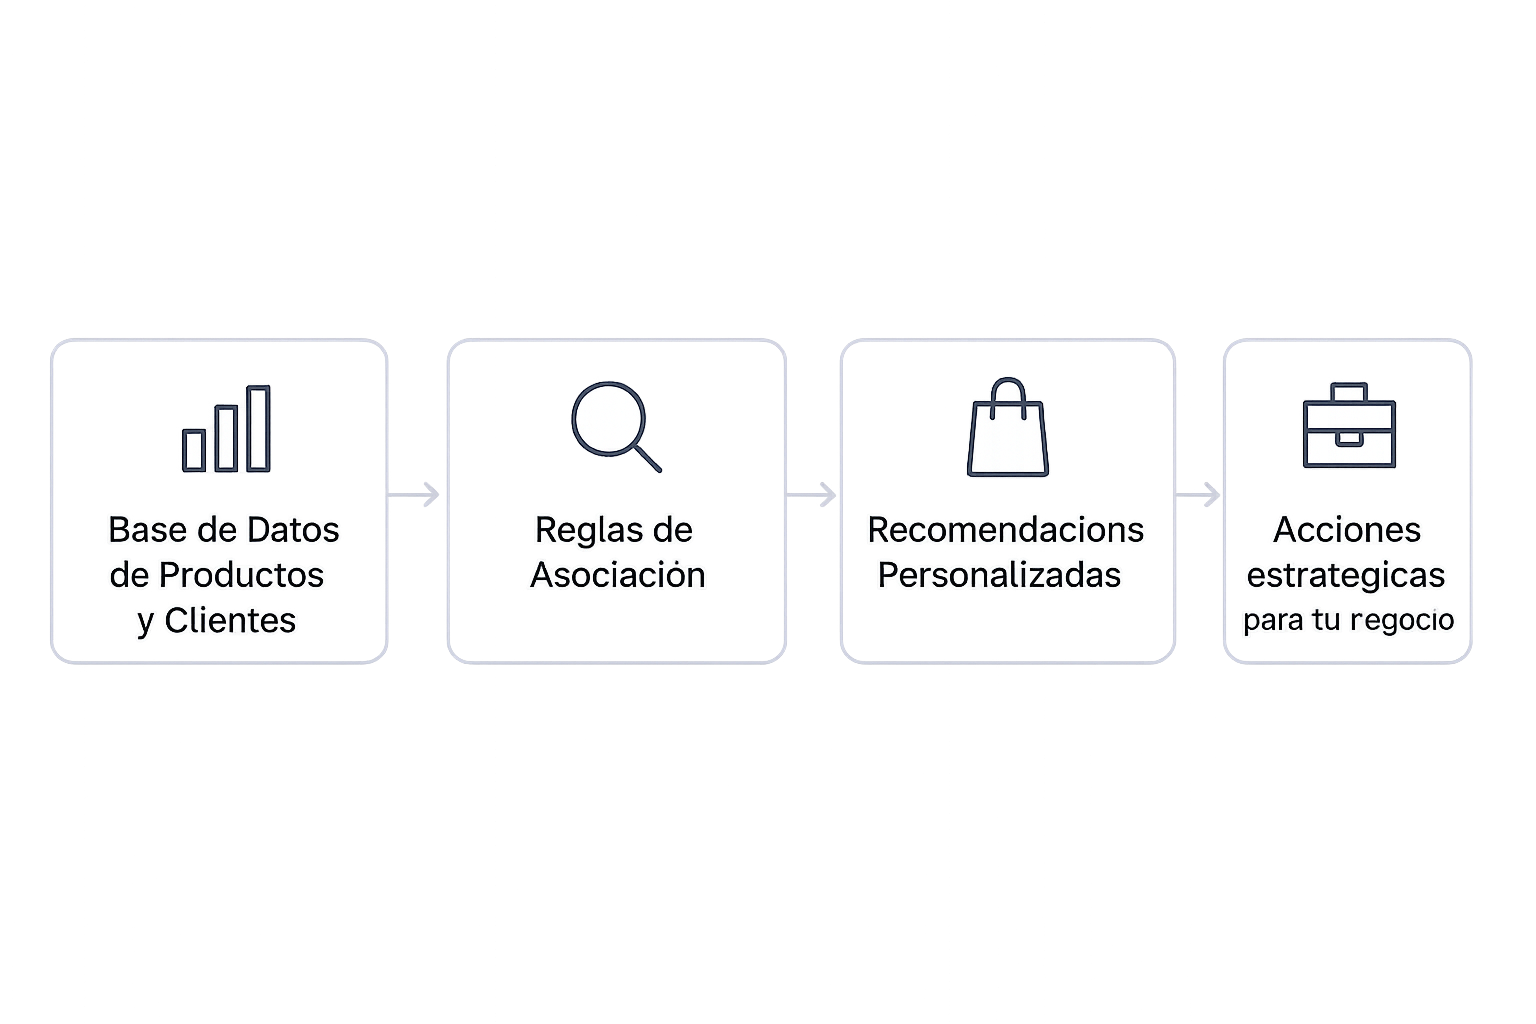 Base de Datos
de Productos
y Clientes
Reglas de
Asociación
Recomendacions
Personalizadas
Acciones
estrategicas
para tu regocio